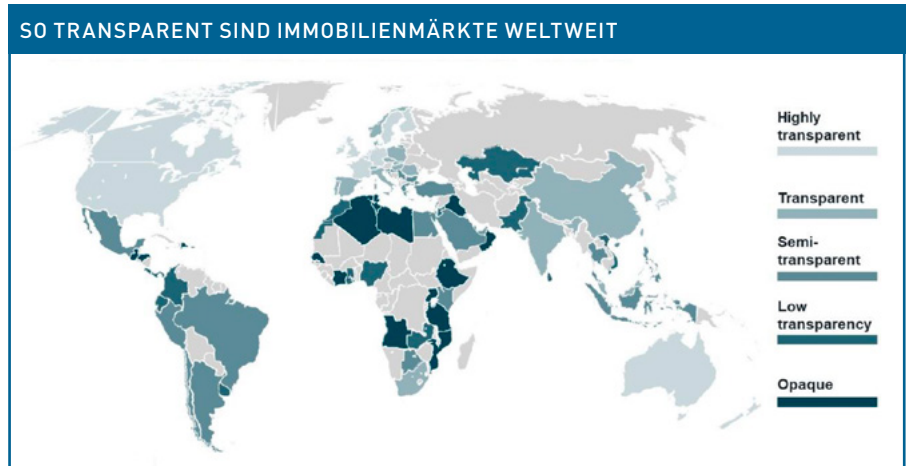 SO TRANSPARENT SIND IMMOBILIENMÄRKTE WELTWEIT
Highly
transparent
Transparent
Semi-
transparent
Low
transparency
Opaque